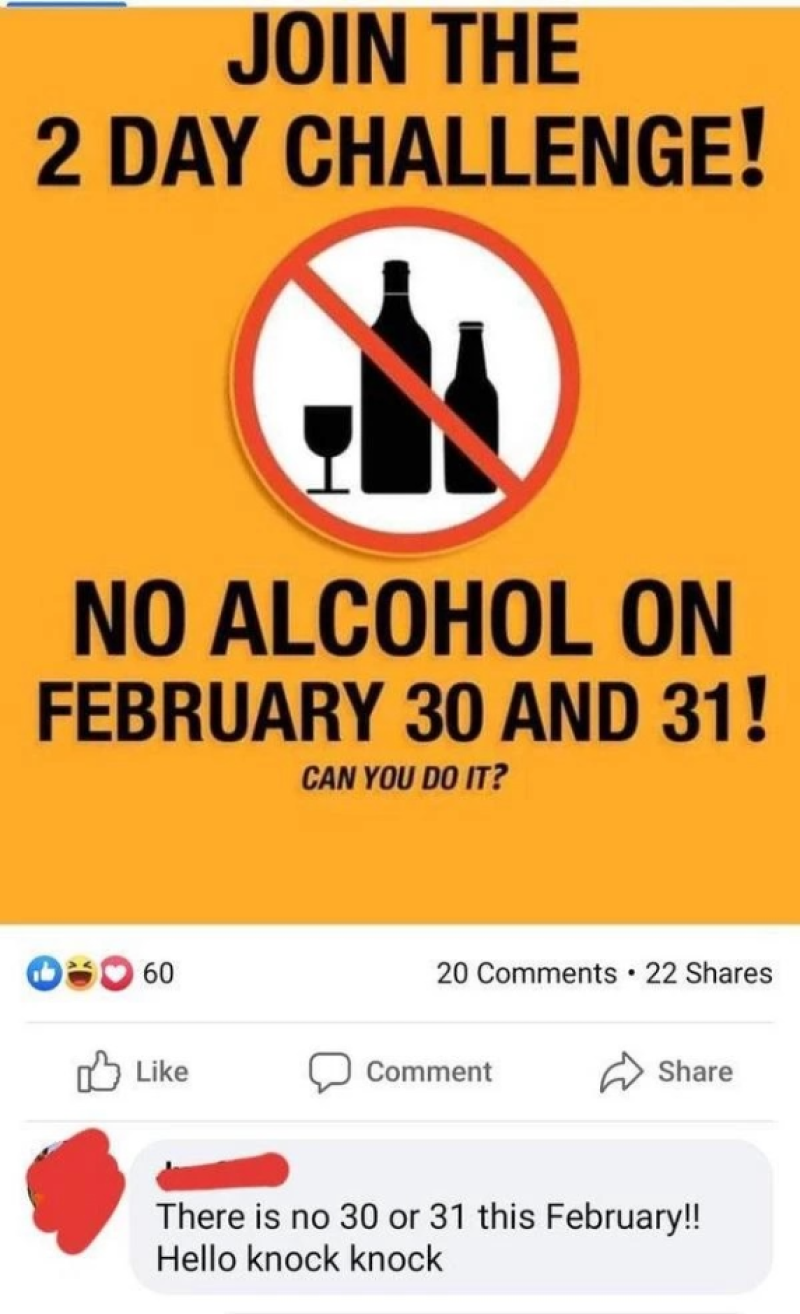 JOIN THE
2 DAY CHALLENGE!
NO ALCOHOL ON
FEBRUARY 30 AND 31!
CAN YOU DO IT?
60
20 Comments • 22 Shares
Like
Comment
Share
There is no 30 or 31 this February!!
Hello knock knock